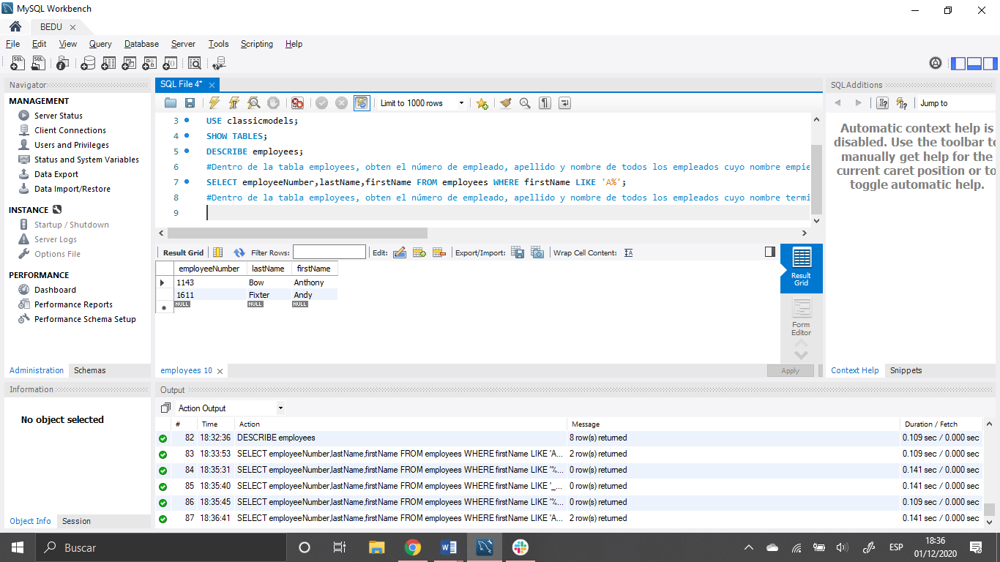 MySQL Workbench
BEDU
File Edit View Query Database Server Tools Scripting Help
Navigator
MANAGEMENT
Server Status
Client Connections
Users and Privileges
Status and System Variables
Data Export
Data Import/Restore
INSTANCE
Startup / Shutdown
Server Logs
Options File
PERFORMANCE
Dashboard
Performance Reports
Performance Schema Setup
Administration Schemas
Information
No object selected
Object Info Session
SQL File 4*
Limit to 1000 rows
3 USE classicmodels;
4 SHOW TABLES;
5 DESCRIBE employees;
6 #Dentro de la tabla employees, obten el número de empleado, apellido y nombre de todos los empleados cuyo nombre empie
7 SELECT employeeNumber,lastName,firstName FROM employees WHERE firstName LIKE 'A%';
8 #Dentro de la tabla employees, obten el número de empleado, apellido y nombre de todos los empleados cuyo nombre termi
9
Result Grid Filter Rows: Edit: Export/Import: Wrap Cell Content:
employeeNumber lastName firstName
1143 Bow Anthony
1611 Fixter Andy
NULL NULL NULL
Result
Grid
Form
Editor
employees 10
Apply
SQLAdditions
Jump to
Automatic context help is
disabled. Use the toolbar to
manually get help for the
current caret position or to
toggle automatic help.
Context Help Snippets
Output
Action Output
# Time Action Message Duration / Fetch
82 18:32:36 DESCRIBE employees 8 row(s) returned 0.109 sec / 0.000 sec
83 18:33:53 SELECT employeeNumber,lastName,firstName FROM employees WHERE firstName LIKE 'A... 2 row(s) returned 0.109 sec / 0.000 sec
84 18:35:31 SELECT employeeNumber,lastName,firstName FROM employees WHERE firstName LIKE '%... 0 row(s) returned 0.141 sec / 0.000 sec
85 18:35:40 SELECT employeeNumber,lastName,firstName FROM employees WHERE firstName LIKE '_... 0 row(s) returned 0.141 sec / 0.000 sec
86 18:35:45 SELECT employeeNumber,lastName,firstName FROM employees WHERE firstName LIKE '%... 0 row(s) returned 0.109 sec / 0.000 sec
87 18:36:41 SELECT employeeNumber,lastName,firstName FROM employees WHERE firstName LIKE 'A... 2 row(s) returned 0.141 sec / 0.000 sec
Buscar
ESP
18:36
01/12/2020